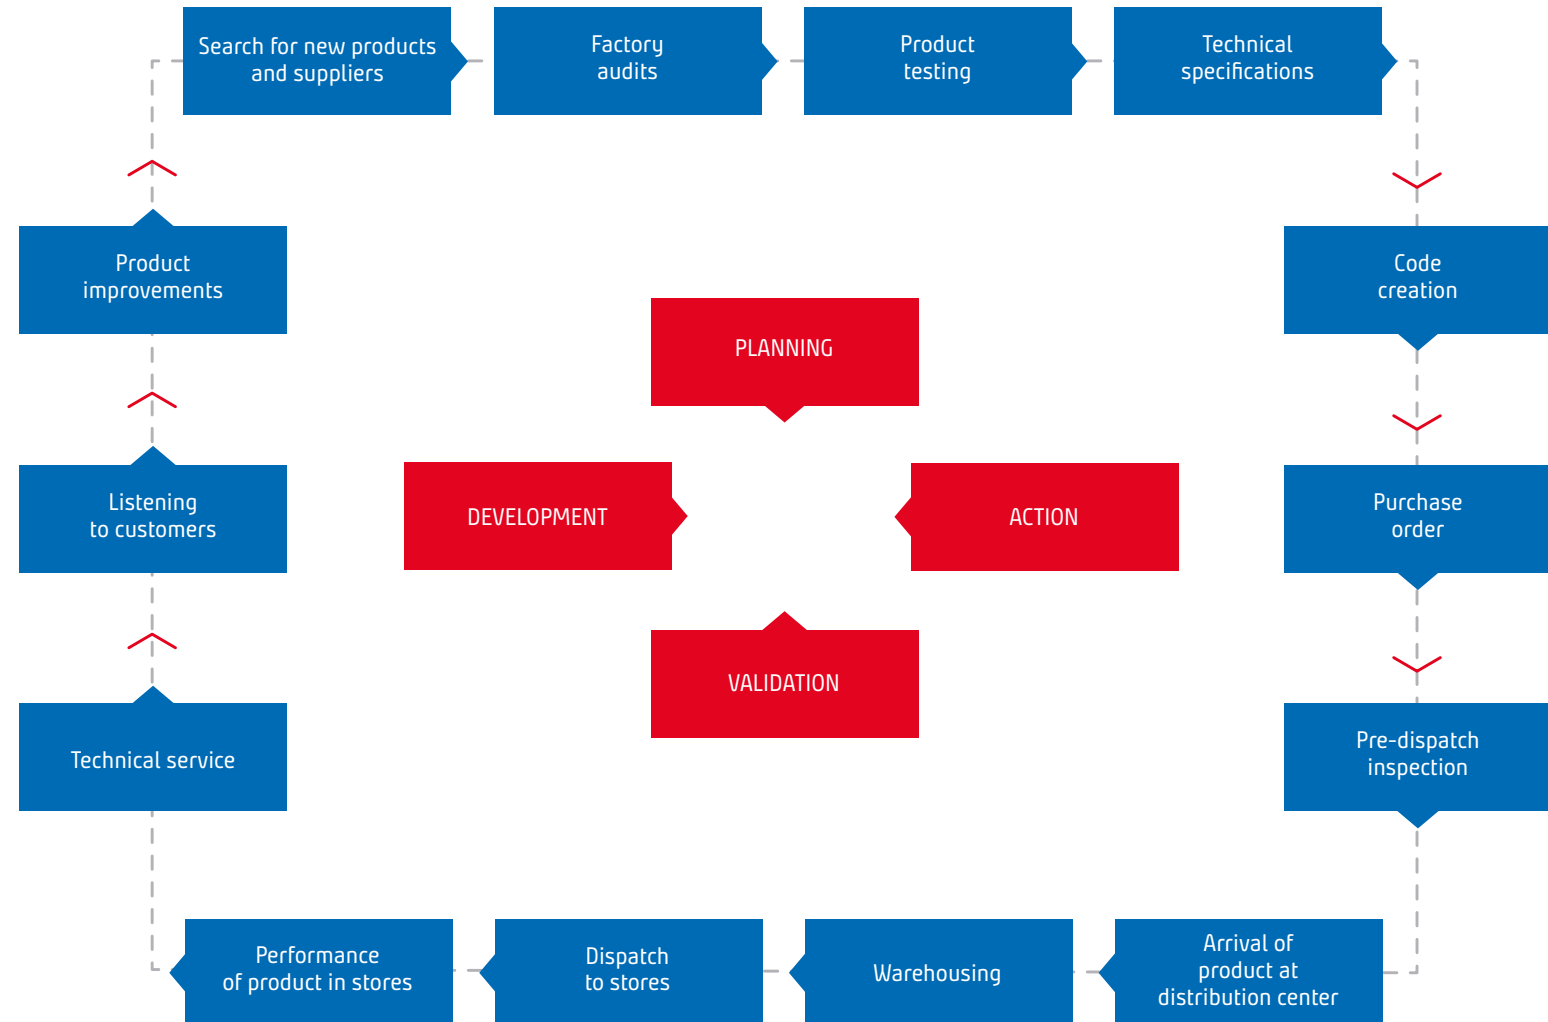 Search for new products
and suppliers
Factory
audits
Product
testing
Technical
specifications
Product
improvements
Code
creation
PLANNING
Listening
to customers
DEVELOPMENT
ACTION
Purchase
order
VALIDATION
Technical service
Pre-dispatch
inspection
Performance
of product in stores
Dispatch
to stores
Warehousing
Arrival of
product at
distribution center